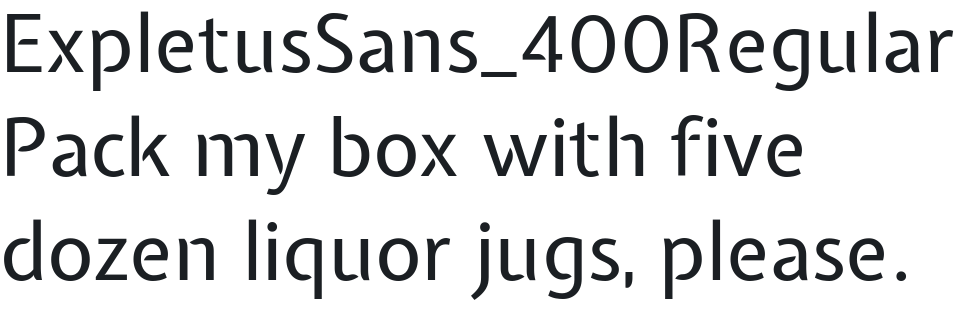 ExpletusSans_400Regular
Pack my box with five
dozen liquor jugs, please.